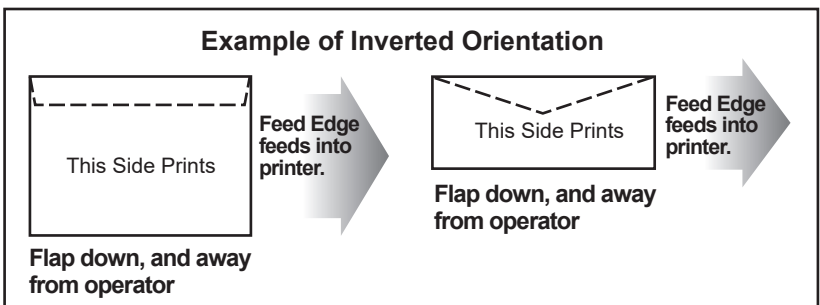 Example of Inverted Orientation
This Side Prints
Feed Edge
feeds into
printer.
Flap down, and away
from operator
This Side Prints
Feed Edge
feeds into
printer.
Flap down, and away
from operator